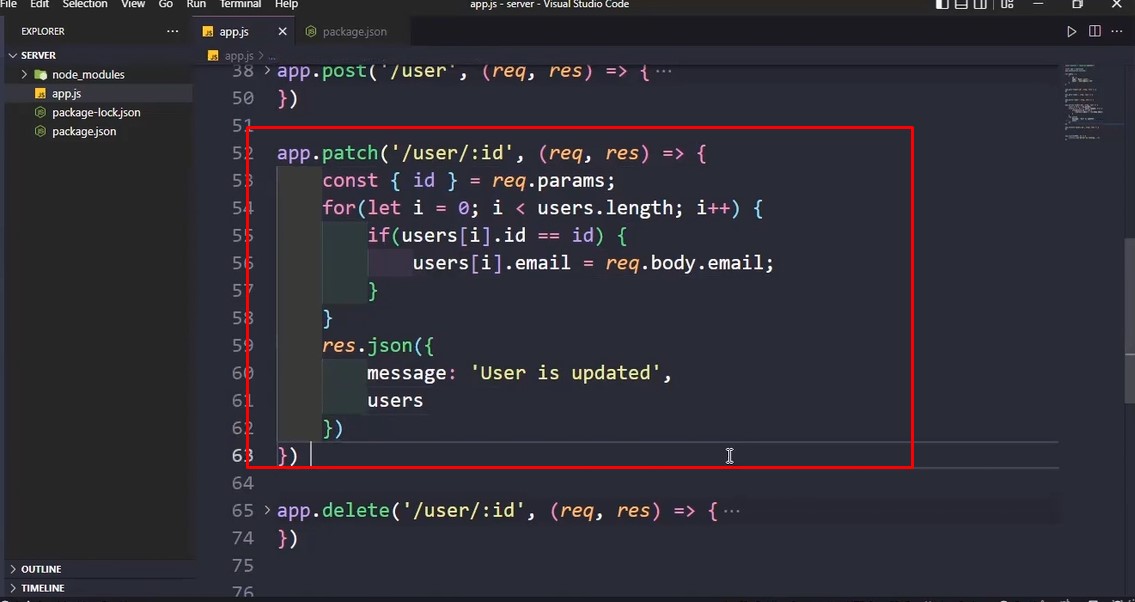 File Edit Selection View Go Run Terminal Help app.js - server - Visual Studio Code
EXPLORER ···
app.js × package.json
SERVER
app.js > ...
node_modules
app.js
package-lock.json
package.json
38 > app.post('/user', (req, res) => { ···
50 })
51
52 app.patch('/user/:id', (req, res) => {
53 const { id } = req.params;
54 for(let i = 0; i < users.length; i++) {
55 if(users[i].id == id) {
56 users[i].email = req.body.email;
57 }
58 }
59 res.json({
60 message: 'User is updated',
61 users
62 })
63 })
64
65 > app.delete('/user/:id', (req, res) => { ···
74 })
75
76
OUTLINE
TIMELINE